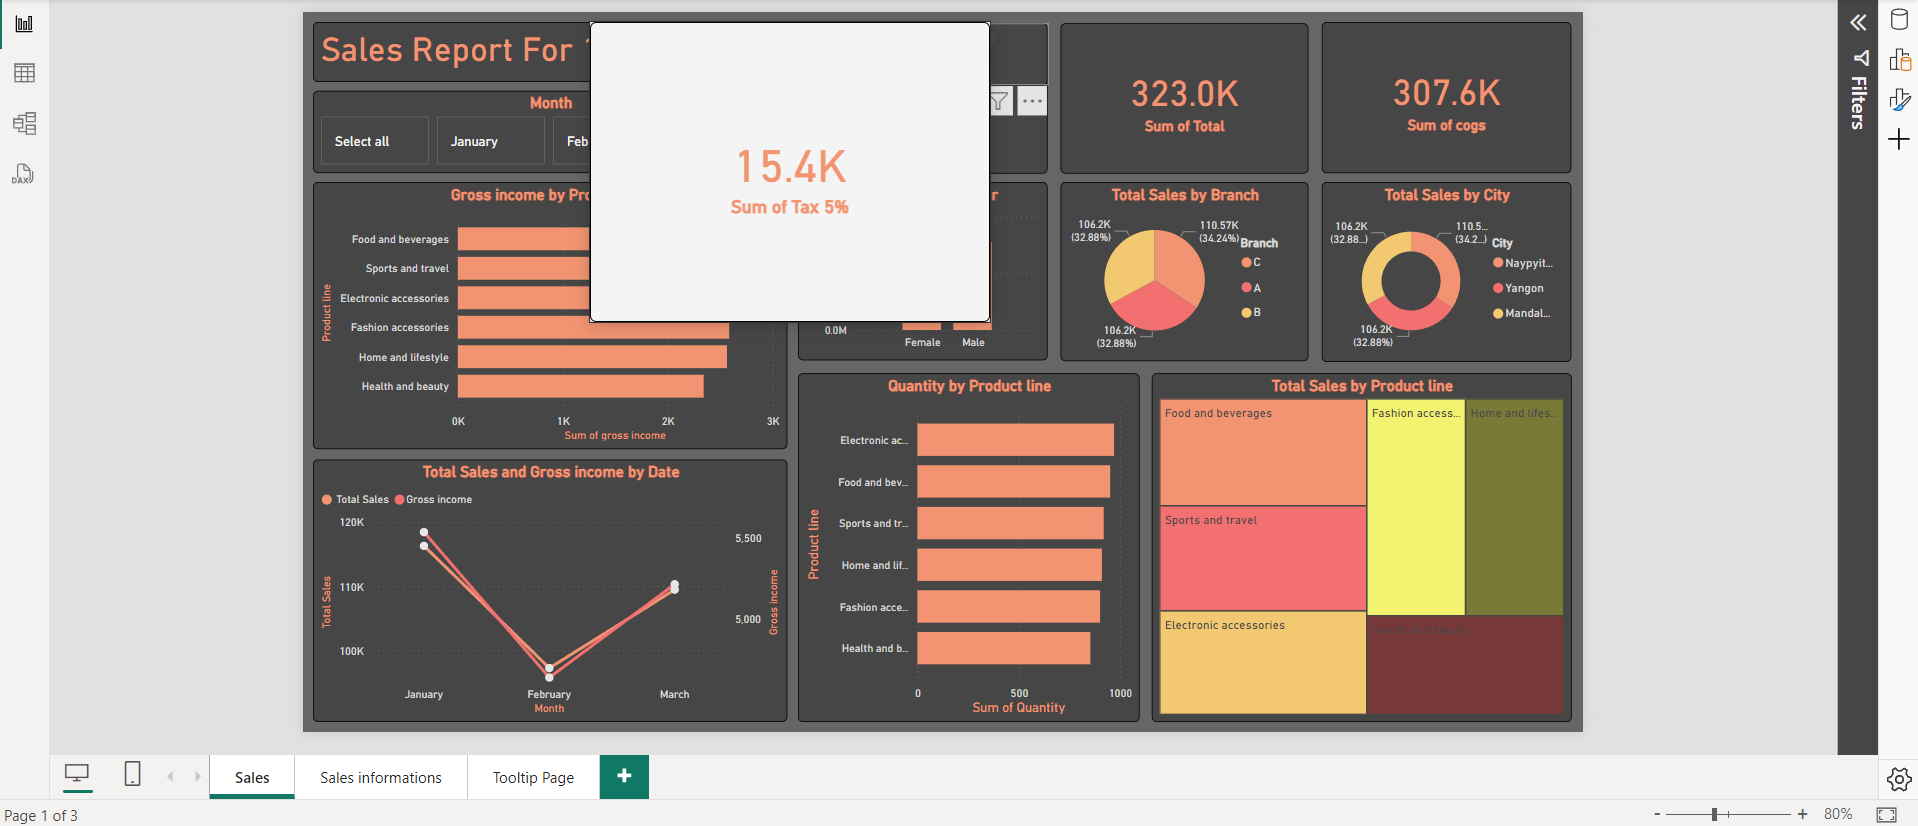 Sales Report For
Month
Select all
January
Feb
15.4K
Sum of Tax 5%
323.0K
Sum of Total
307.6K
Sum of cogs
Filters
DAX
Gross income by Pro
Product line
Food and beverages
Sports and travel
Electronic accessories
Fashion accessories
Home and lifestyle
Health and beauty
0K 1K 2K 3K
Sum of gross income
r
0.0M
Female Male
Total Sales by Branch
106.2K
(32.88%)
110.57K
(34.24%)
106.2K
(32.88%)
Branch
C
A
B
Total Sales by City
106.2K
(32.88...)
110.5...
(34.2...)
106.2K
(32.88%)
City
Naypyit...
Yangon
Mandal...
Total Sales and Gross income by Date
Total Sales Gross income
Total Sales
120K
110K
100K
5,500
5,000
Gross income
January February March
Month
Quantity by Product line
Product line
Electronic ac...
Food and bev...
Sports and tr...
Home and lif...
Fashion acce...
Health and b...
0 500 1000
Sum of Quantity
Total Sales by Product line
Food and beverages
Fashion access...
Home and lifes...
Sports and travel
Electronic accessories
Health and beauty
Sales
Sales informations
Tooltip Page
Page 1 of 3
80%